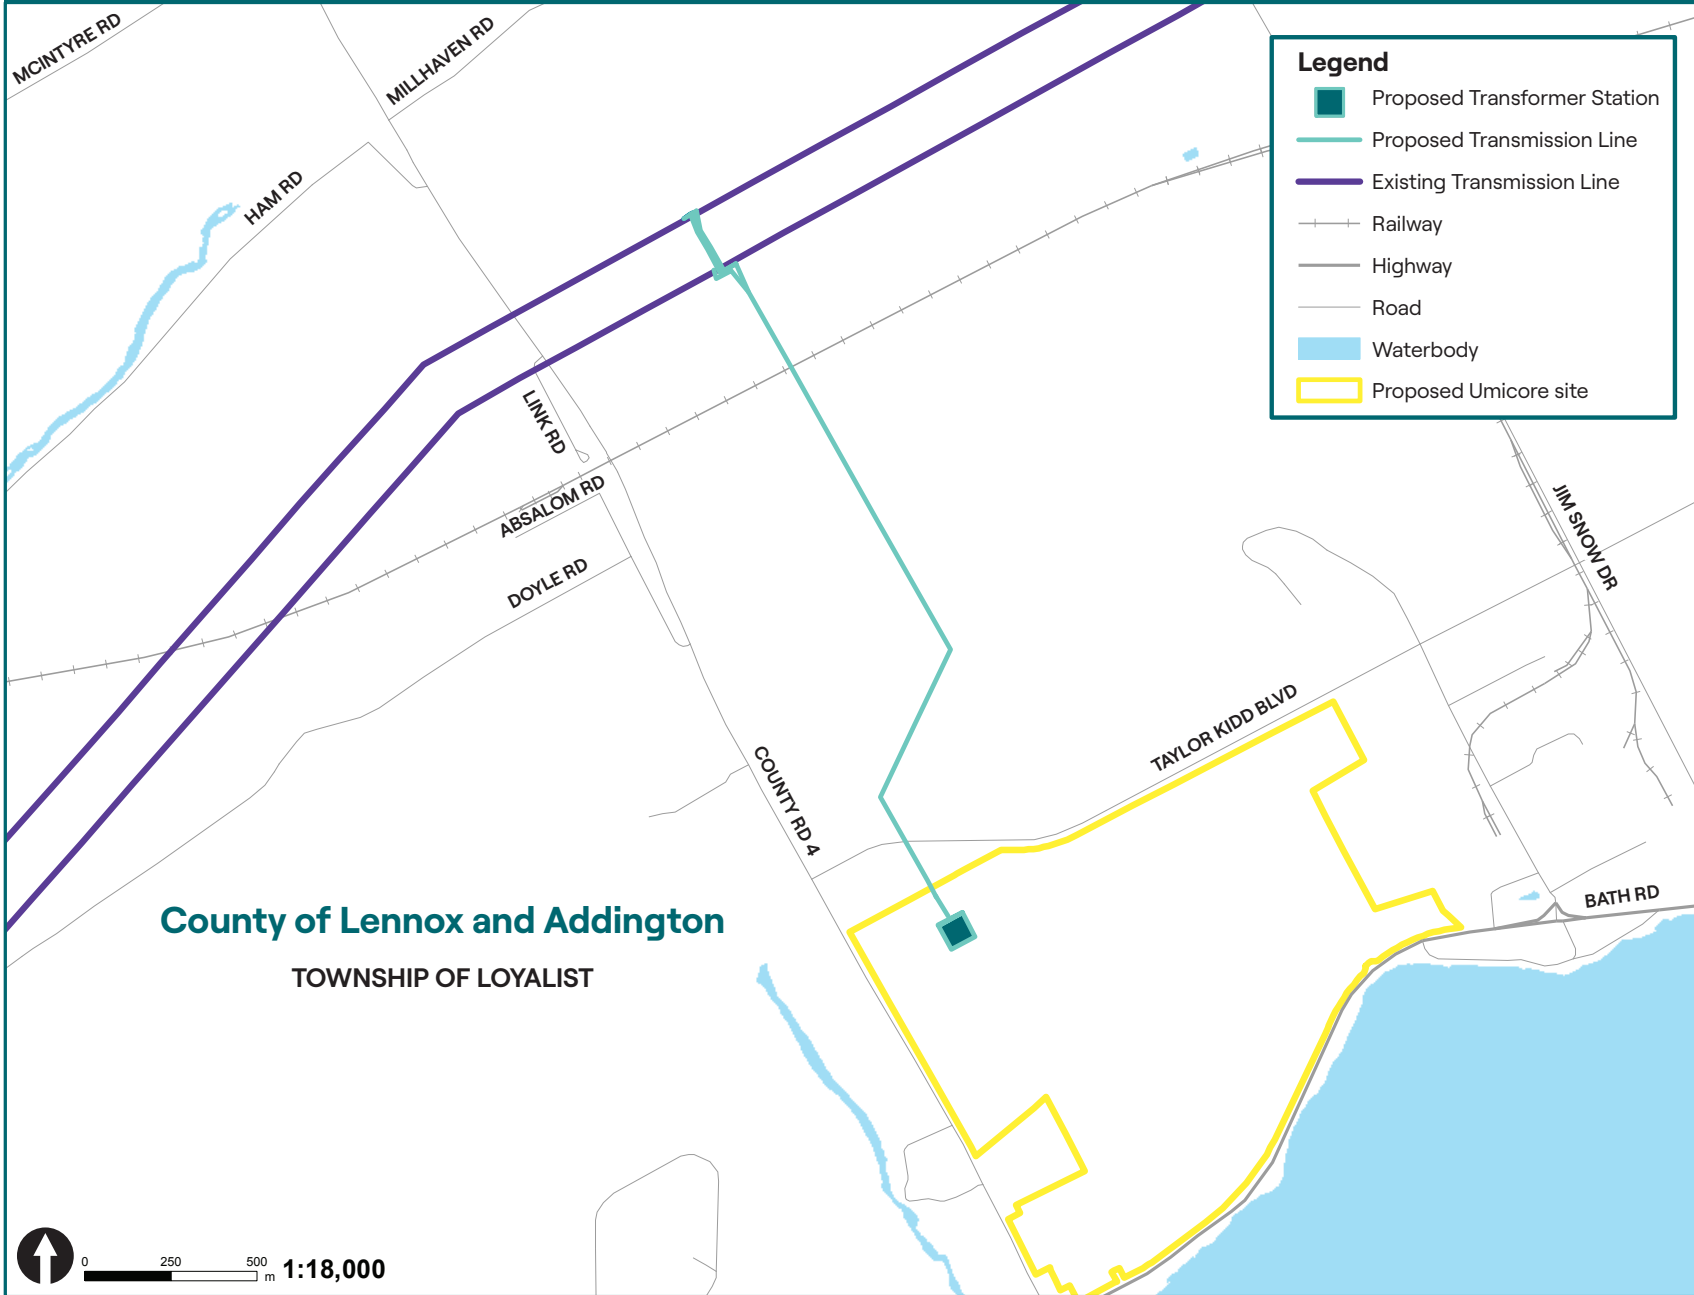 MCINTYRE RD
MILLHAVEN RD
HAM RD
Legend
Proposed Transformer Station
Proposed Transmission Line
Existing Transmission Line
Railway
Highway
Road
Waterbody
Proposed Umicore site
LINK RD
ABSALOM RD
DOYLE RD
JIM SNOW DR
TAYLOR KIDD BLVD
COUNTY RD 4
BATH RD
County of Lennox and Addington
TOWNSHIP OF LOYALIST
0 250 500
m 1:18,000